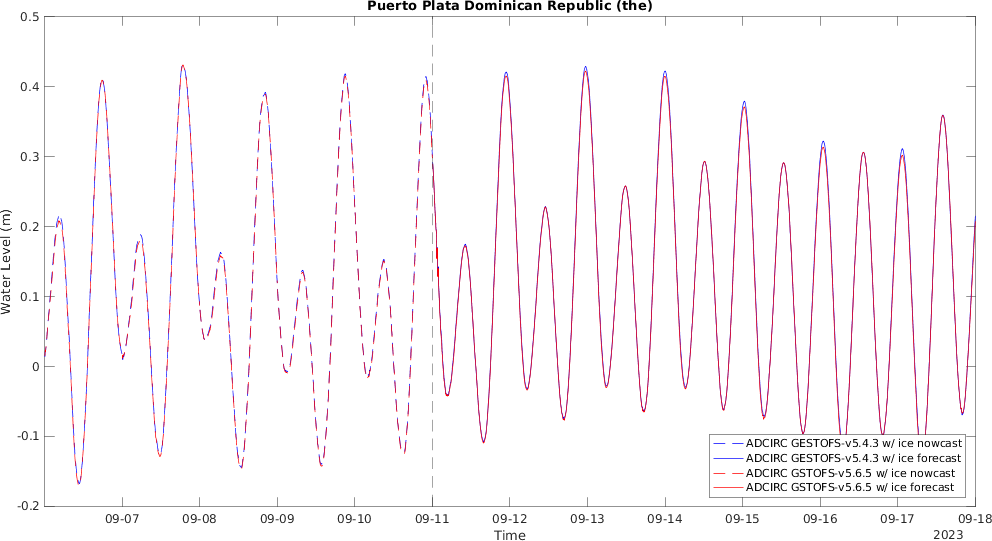 Puerto Plata Dominican Republic (the)
Water Level (m)
0.5
0.4
0.3
0.2
0.1
0
-0.1
-0.2
ADCIRC GESTOFS-v5.4.3 w/ ice nowcast
ADCIRC GESTOFS-v5.4.3 w/ ice forecast
ADCIRC GSTOFS-v5.6.5 w/ ice nowcast
ADCIRC GSTOFS-v5.6.5 w/ ice forecast
09-07 09-08 09-09 09-10 09-11 09-12 09-13 09-14 09-15 09-16 09-17 09-18
Time
2023